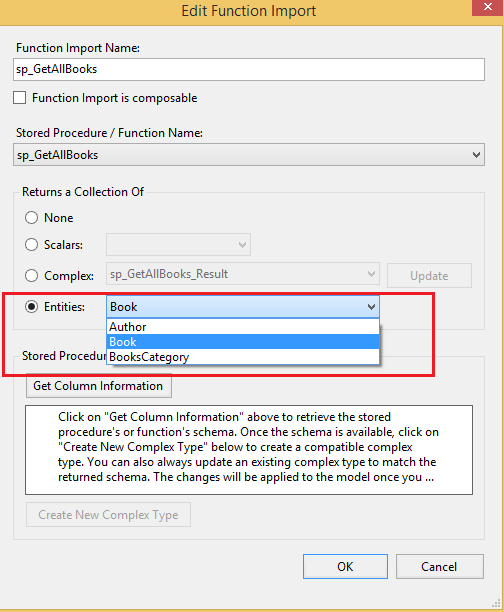 Edit Function Import
Function Import Name:
sp_GetAllBooks
Function Import is composable
Stored Procedure / Function Name:
sp_GetAllBooks
Returns a Collection Of
None
Scalars:
Complex: sp_GetAllBooks_Result Update
Entities: Book
Author
Book
BooksCategory
Stored Procedu
Get Column Information
Click on "Get Column Information" above to retrieve the stored
procedure's or function's schema. Once the schema is available, click on
"Create New Complex Type" below to create a compatible complex
type. You can also always update an existing complex type to match the
returned schema. The changes will be applied to the model once you ...
Create New Complex Type
OK Cancel